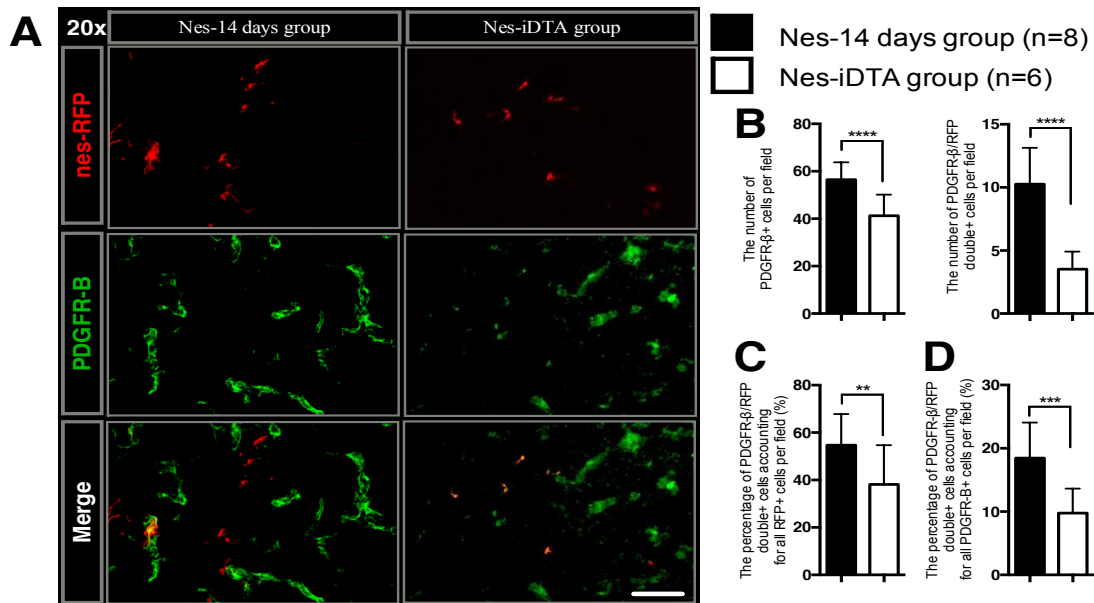 A
20x
Nes-14 days group
Nes-iDTA group
nes-RFP
PDGFR-B
Merge
Nes-14 days group (n=8)
Nes-iDTA group (n=6)
B
The number of
PDGFR-β+ cells per field
80
60
40
20
0
****
The number of PDGFR-β/RFP
double+ cells per field
15
10
5
0
****
C
The percentage of PDGFR-β/RFP
double+ cells accounting
for all RFP+ cells per field (%)
80
60
40
20
0
**
D
The percentage of PDGFR-β/RFP
double+ cells accounting
for all PDGFR-B+ cells per field (%)
30
20
10
0
***